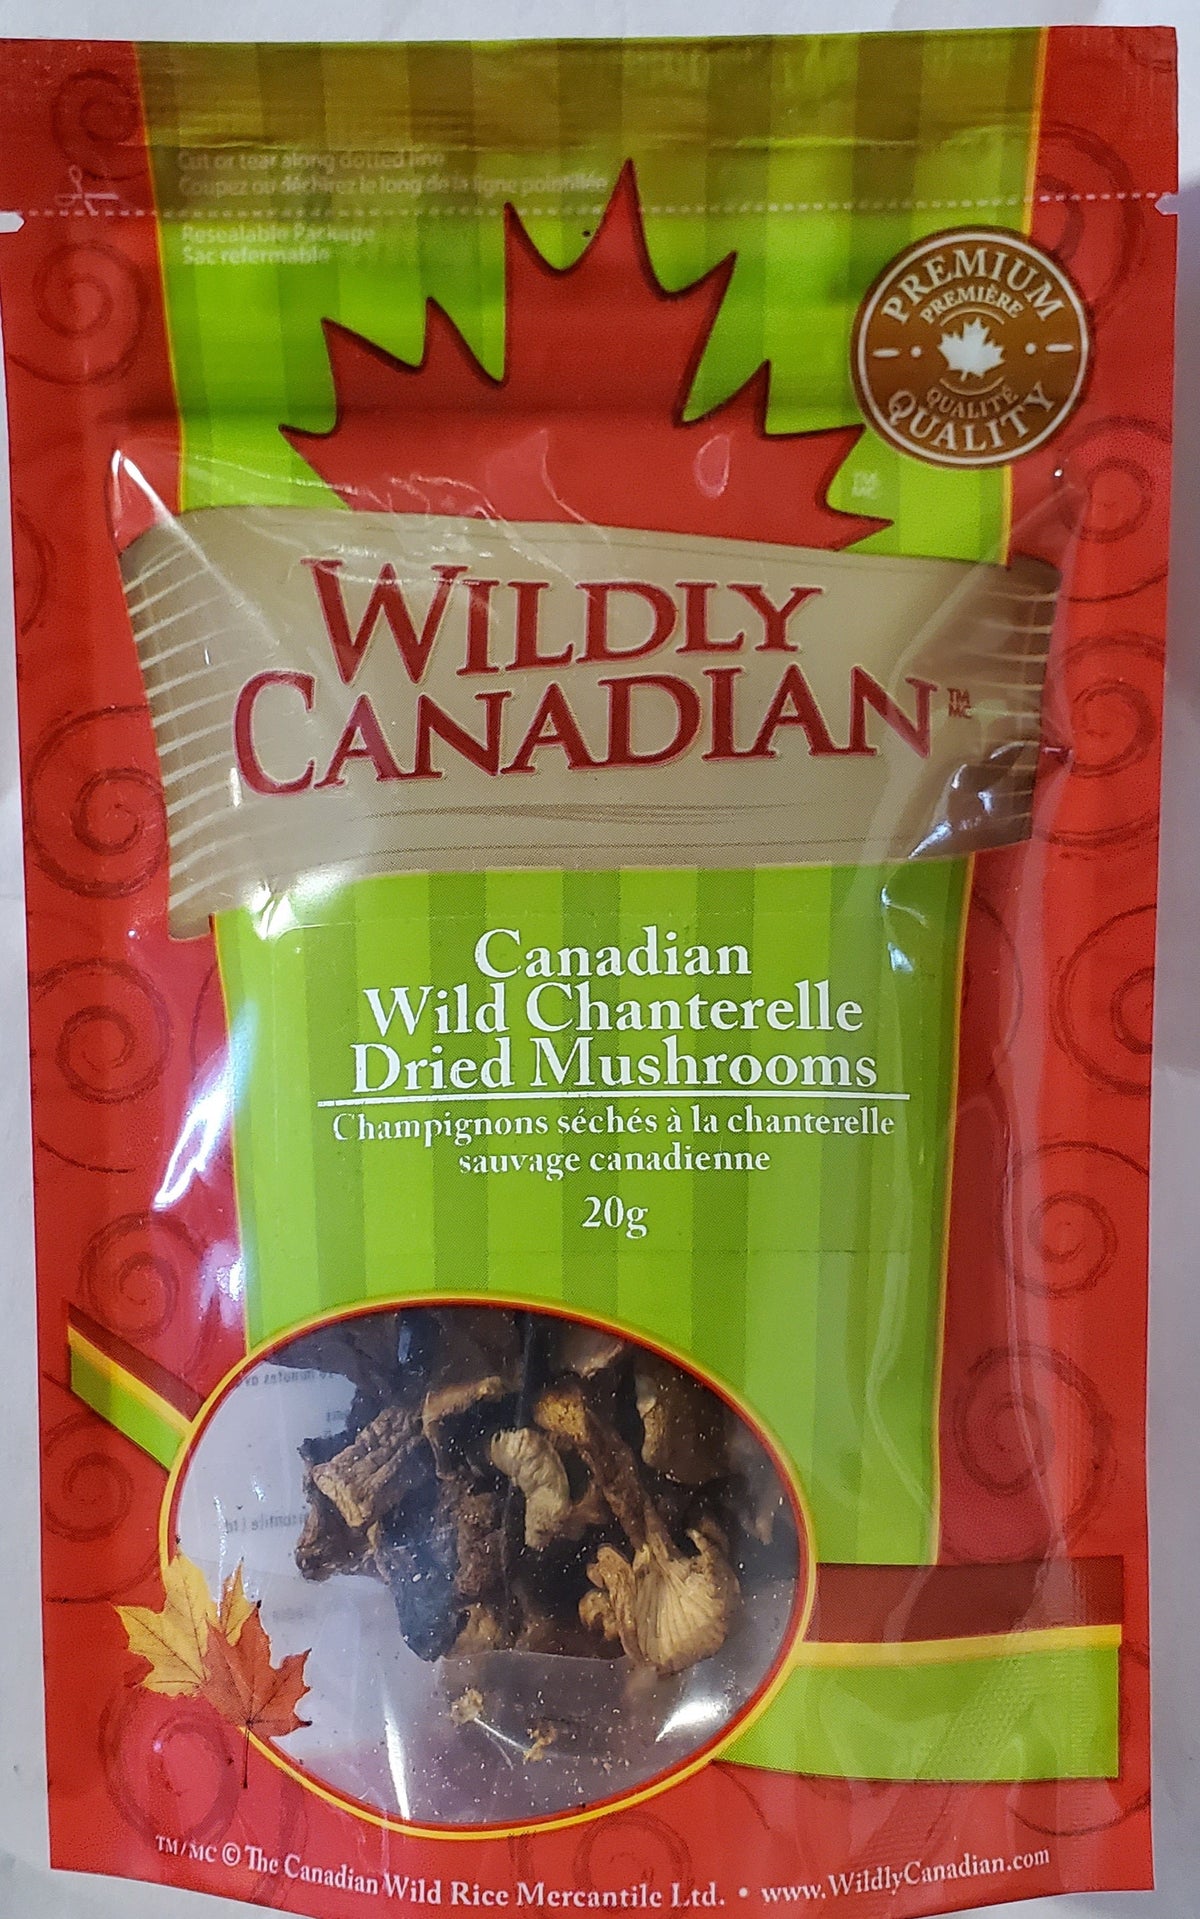 Cut or tear along dotted line
Coupez ou déchirez le long de la ligne pointillée
Resealable Package
Sac refermable
PREMIUM
PREMIÈRE
QUALITÉ
QUALITY
TM
MC
WILDLY
CANADIAN
TM
MC
Canadian
Wild Chanterelle
Dried Mushrooms
Champignons séchés à la chanterelle
sauvage canadienne
20g
TM/MC © The Canadian Wild Rice Mercantile Ltd. • www.WildlyCanadian.com